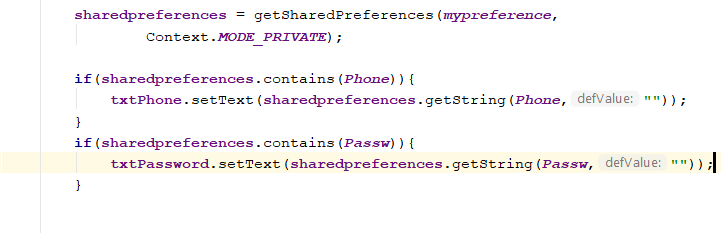 sharedpreferences = getSharedPreferences(mypreference,
Context.MODE_PRIVATE);
if(sharedpreferences.contains(Phone)){
txtPhone.setText(sharedpreferences.getString(Phone, defValue: ""));
}
if(sharedpreferences.contains(Passw)){
txtPassword.setText(sharedpreferences.getString(Passw, defValue: ""));
}